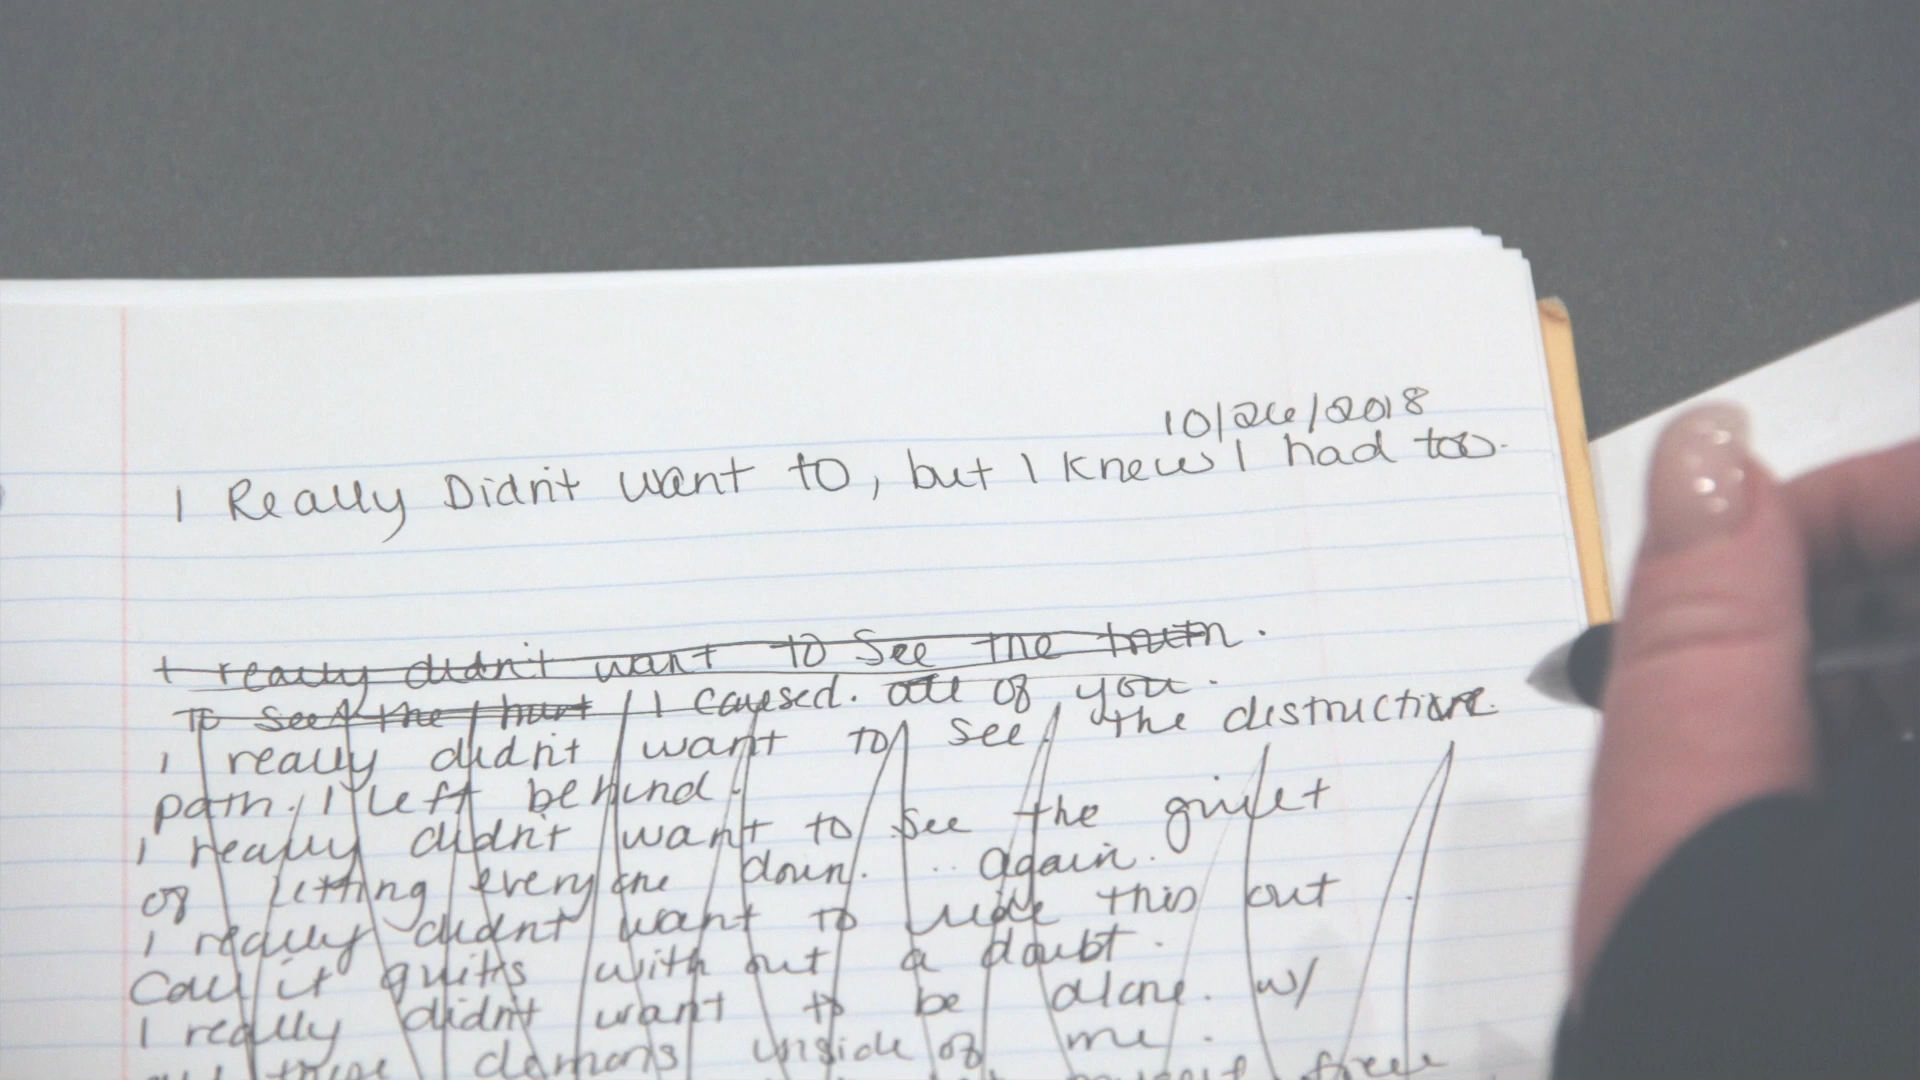 10/26/2018
I Really Didn't want to, but I knew I had too.
I really didn't want to see the truth.
To see the hurt I caused. all of you.
I really didn't want to see the distruction
path. I left behind.
I really didn't want to see the guilt
of letting everyone down. .. again.
I really didn't want to ride this out
Call it quits with out a doubt.
I really didn't want to be alone. w/
these demons inside of me.
free